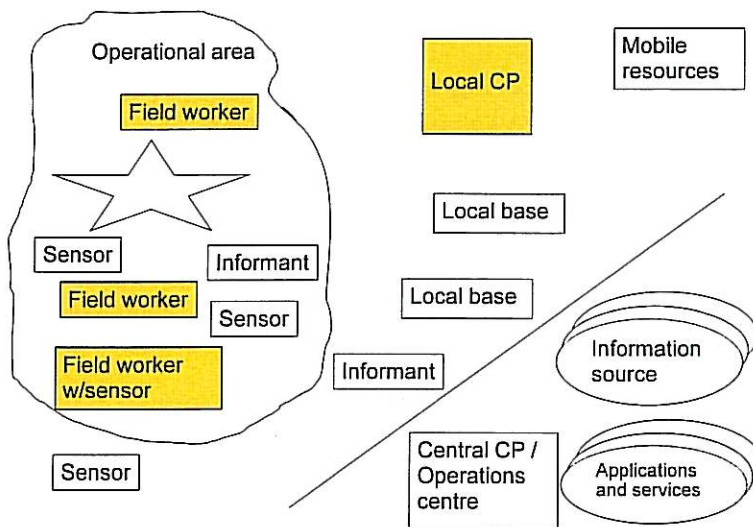 Operational area
Field worker
Local CP
Mobile
resources
Local base
Sensor
Informant
Field worker
Sensor
Local base
Field worker
w/sensor
Informant
Information
source
Sensor
Central CP /
Operations
centre
Applications
and services